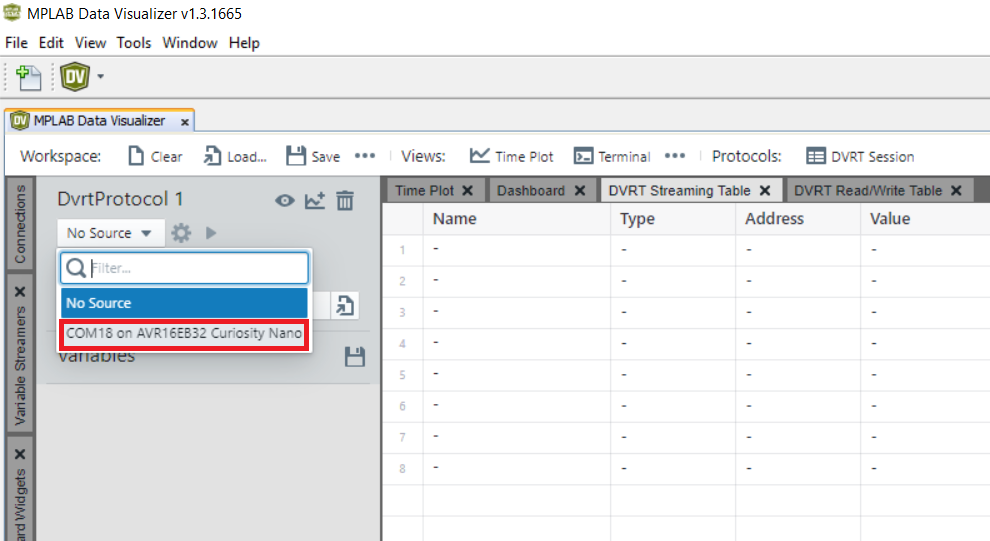 MPLAB Data Visualizer v1.3.1665
File Edit View Tools Window Help
DV
DV MPLAB Data Visualizer x
Workspace: Clear Load... Save ••• Views: Time Plot Terminal ••• Protocols: DVRT Session
Connections
Variable Streamers
ard Widgets
DvrtProtocol 1
No Source
Filter...
No Source
COM18 on AVR16EB32 Curiosity Nano
Variables
Time Plot Dashboard DVRT Streaming Table DVRT Read/Write Table
Name Type Address Value
1 - - - -
2 - - - -
3 - - - -
4 - - - -
5 - - - -
6 - - - -
7 - - - -
8 - - - -